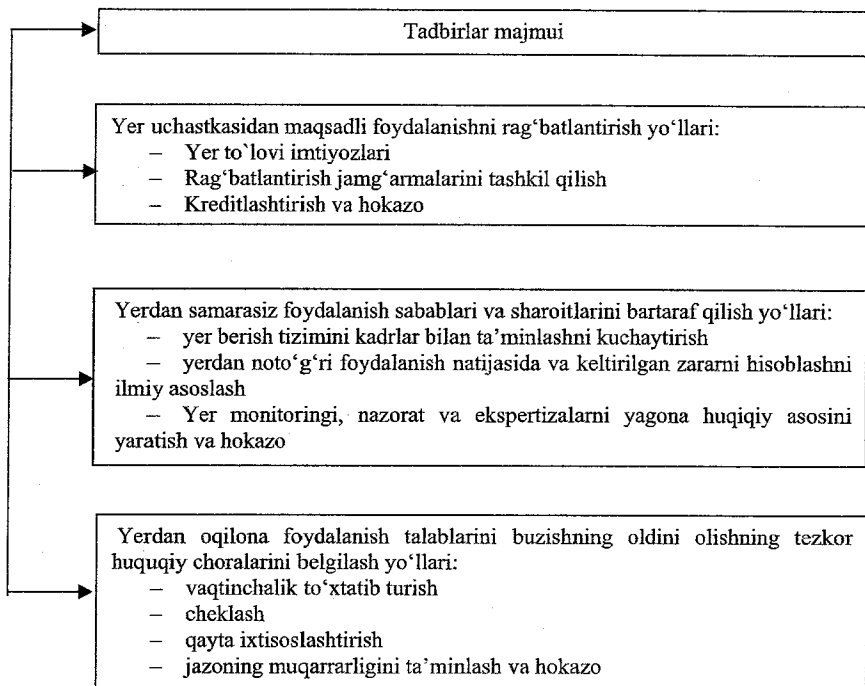 Tadbirlar majmui
Yer uchastkasidan maqsadli foydalanishni rag‘batlantirish yo‘llari:
– Yer to`lovi imtiyozlari
– Rag‘batlantirish jamg‘armalarini tashkil qilish
– Kreditlashtirish va hokazo
Yerdan samarasiz foydalanish sabablari va sharoitlarini bartaraf qilish yo‘llari:
– yer berish tizimini kadrlar bilan ta’minlashni kuchaytirish
– yerdan noto‘g‘ri foydalanish natijasida va keltirilgan zararni hisoblashni
ilmiy asoslash
– Yer monitoringi, nazorat va ekspertizalarni yagona huqiqiy asosini
yaratish va hokazo
Yerdan oqilona foydalanish talablarini buzishning oldini olishning tezkor
huquqiy choralarini belgilash yo‘llari:
– vaqtinchalik to‘xtatib turish
– cheklash
– qayta ixtisoslashtirish
– jazoning muqarrarligini ta’minlash va hokazo